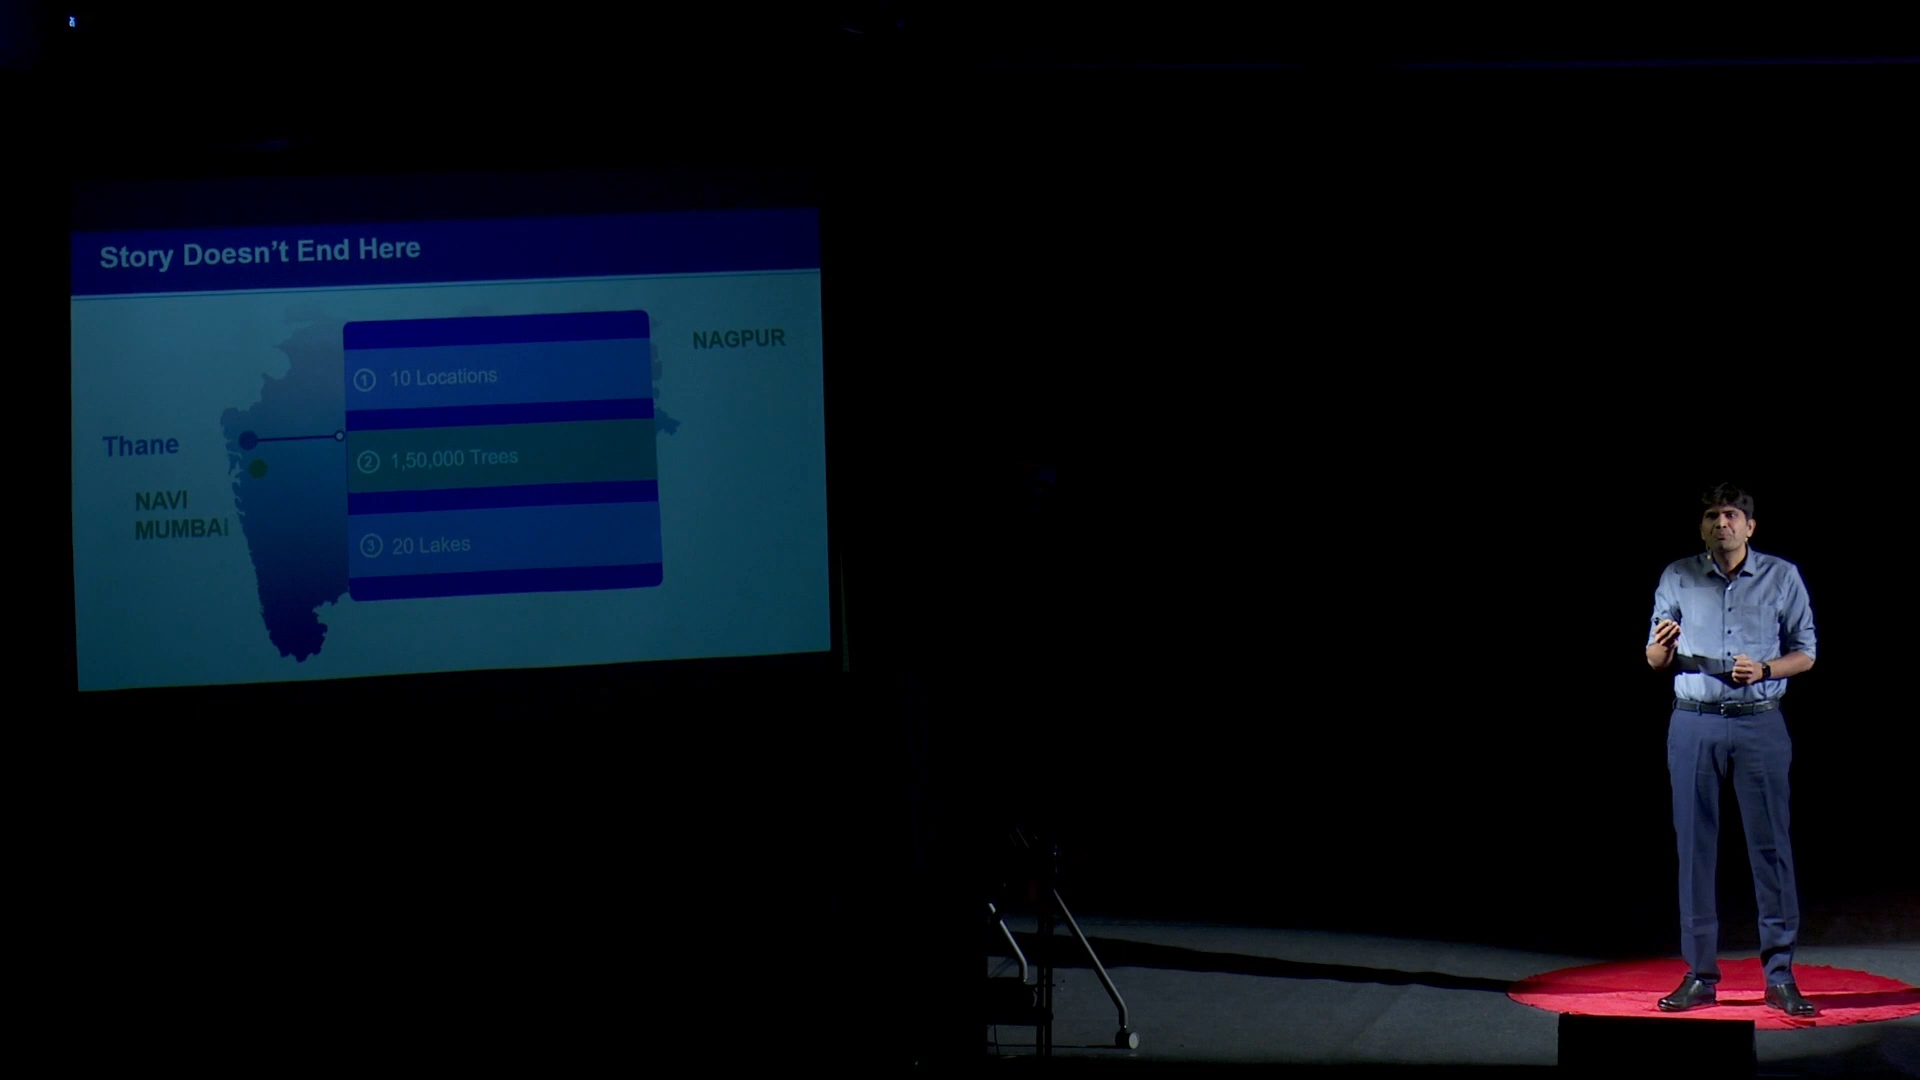 Story Doesn't End Here
NAGPUR
① 10 Locations
Thane
② 1,50,000 Trees
NAVI
MUMBAI
③ 20 Lakes